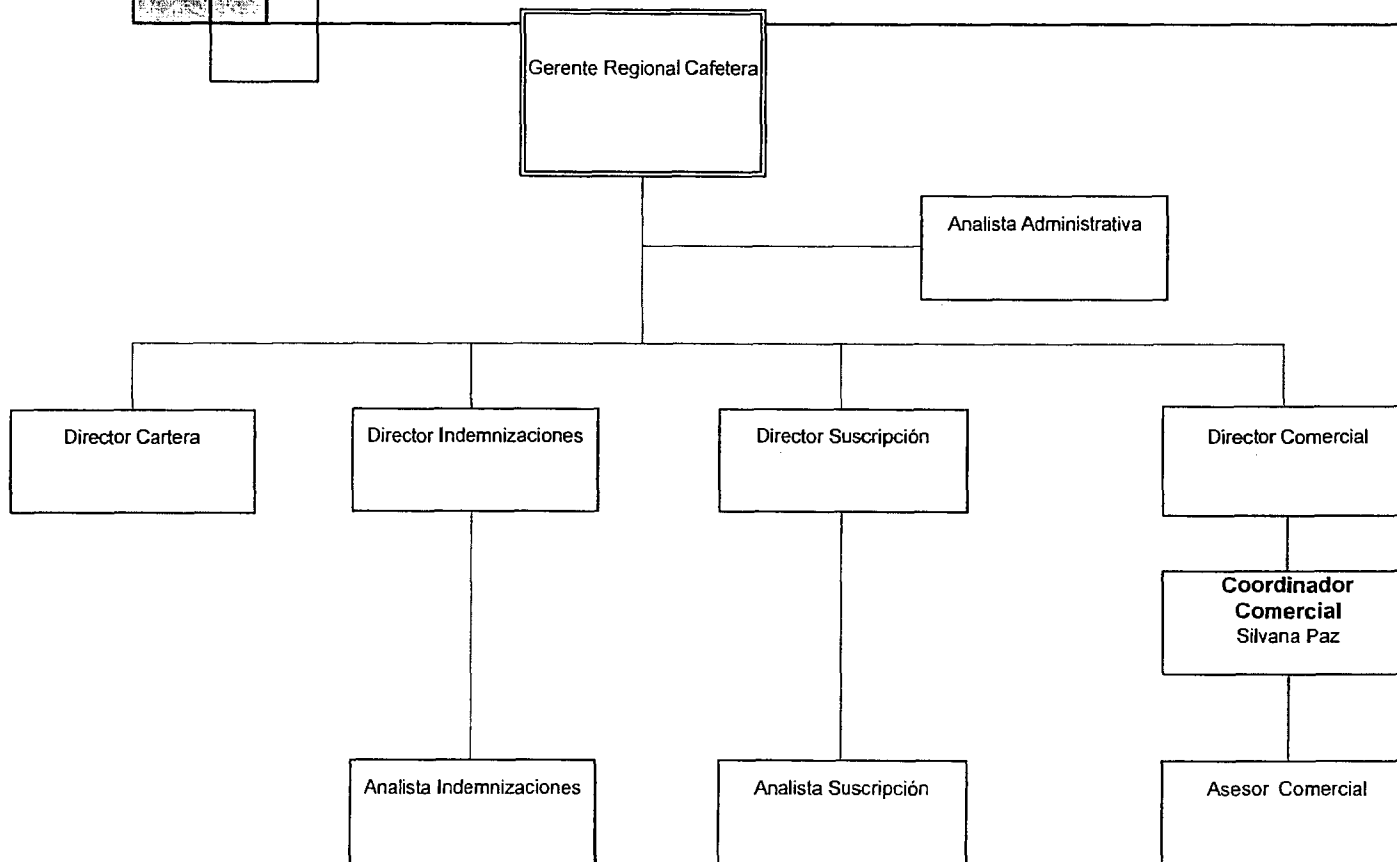 Gerente Regional Cafetera
Analista Administrativa
Director Cartera
Director Indemnizaciones
Director Suscripción
Director Comercial
Coordinador
Comercial
Silvana Paz
Analista Indemnizaciones
Analista Suscripción
Asesor Comercial